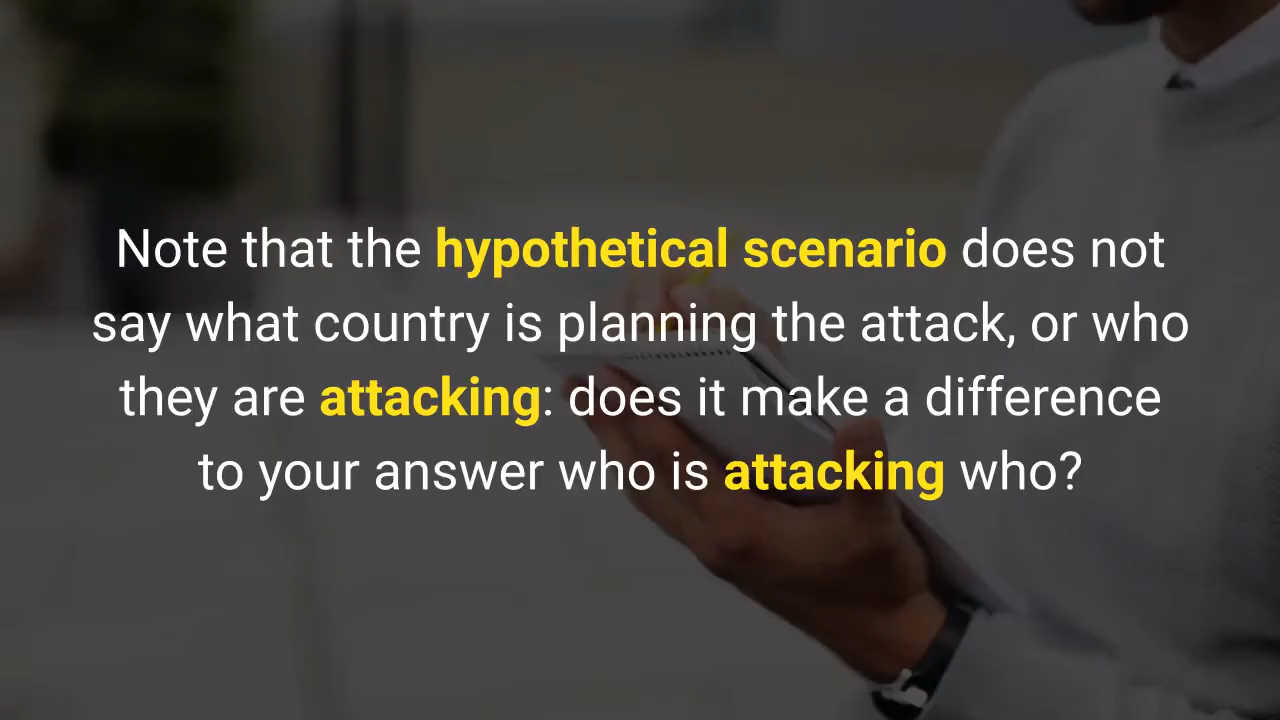 Note that the hypothetical scenario does not
say what country is planning the attack, or who
they are attacking: does it make a difference
to your answer who is attacking who?